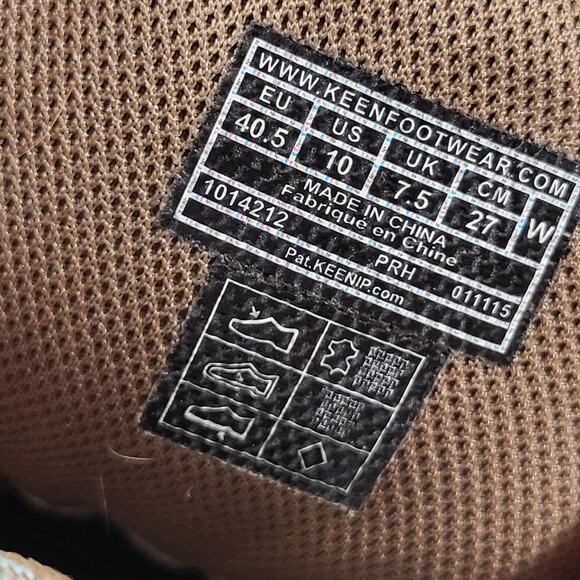 WWW.KEENFOOTWEAR.COM
EU US UK CM W
40.5 10 7.5 27
MADE IN CHINA
Fabriqué en Chine
1014212 PRH 011115
Pat.KEENIP.com